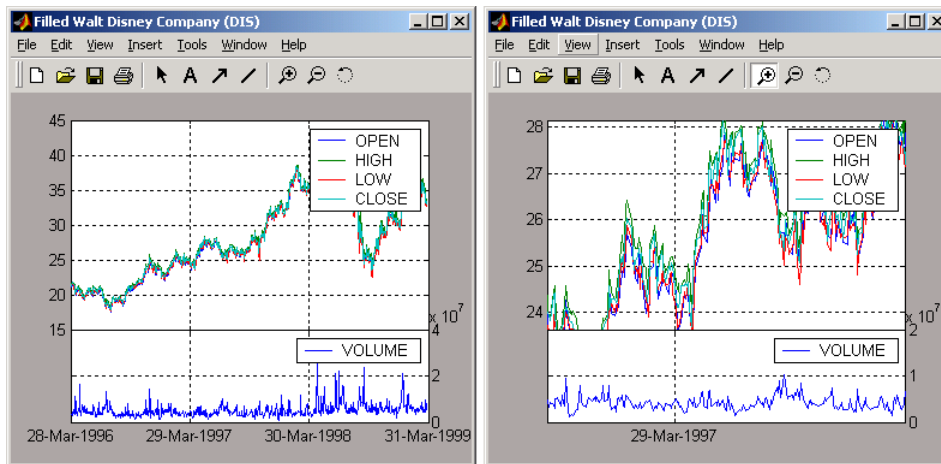 Filled Walt Disney Company (DIS)
File Edit View Insert Tools Window Help
A
45
40
35
30
25
20
15
OPEN
HIGH
LOW
CLOSE
x 10^7
4
2
0
VOLUME
28-Mar-1996 29-Mar-1997 30-Mar-1998 31-Mar-1999
Filled Walt Disney Company (DIS)
File Edit View Insert Tools Window Help
A
28
27
26
25
24
OPEN
HIGH
LOW
CLOSE
x 10^7
2
1
0
VOLUME
29-Mar-1997